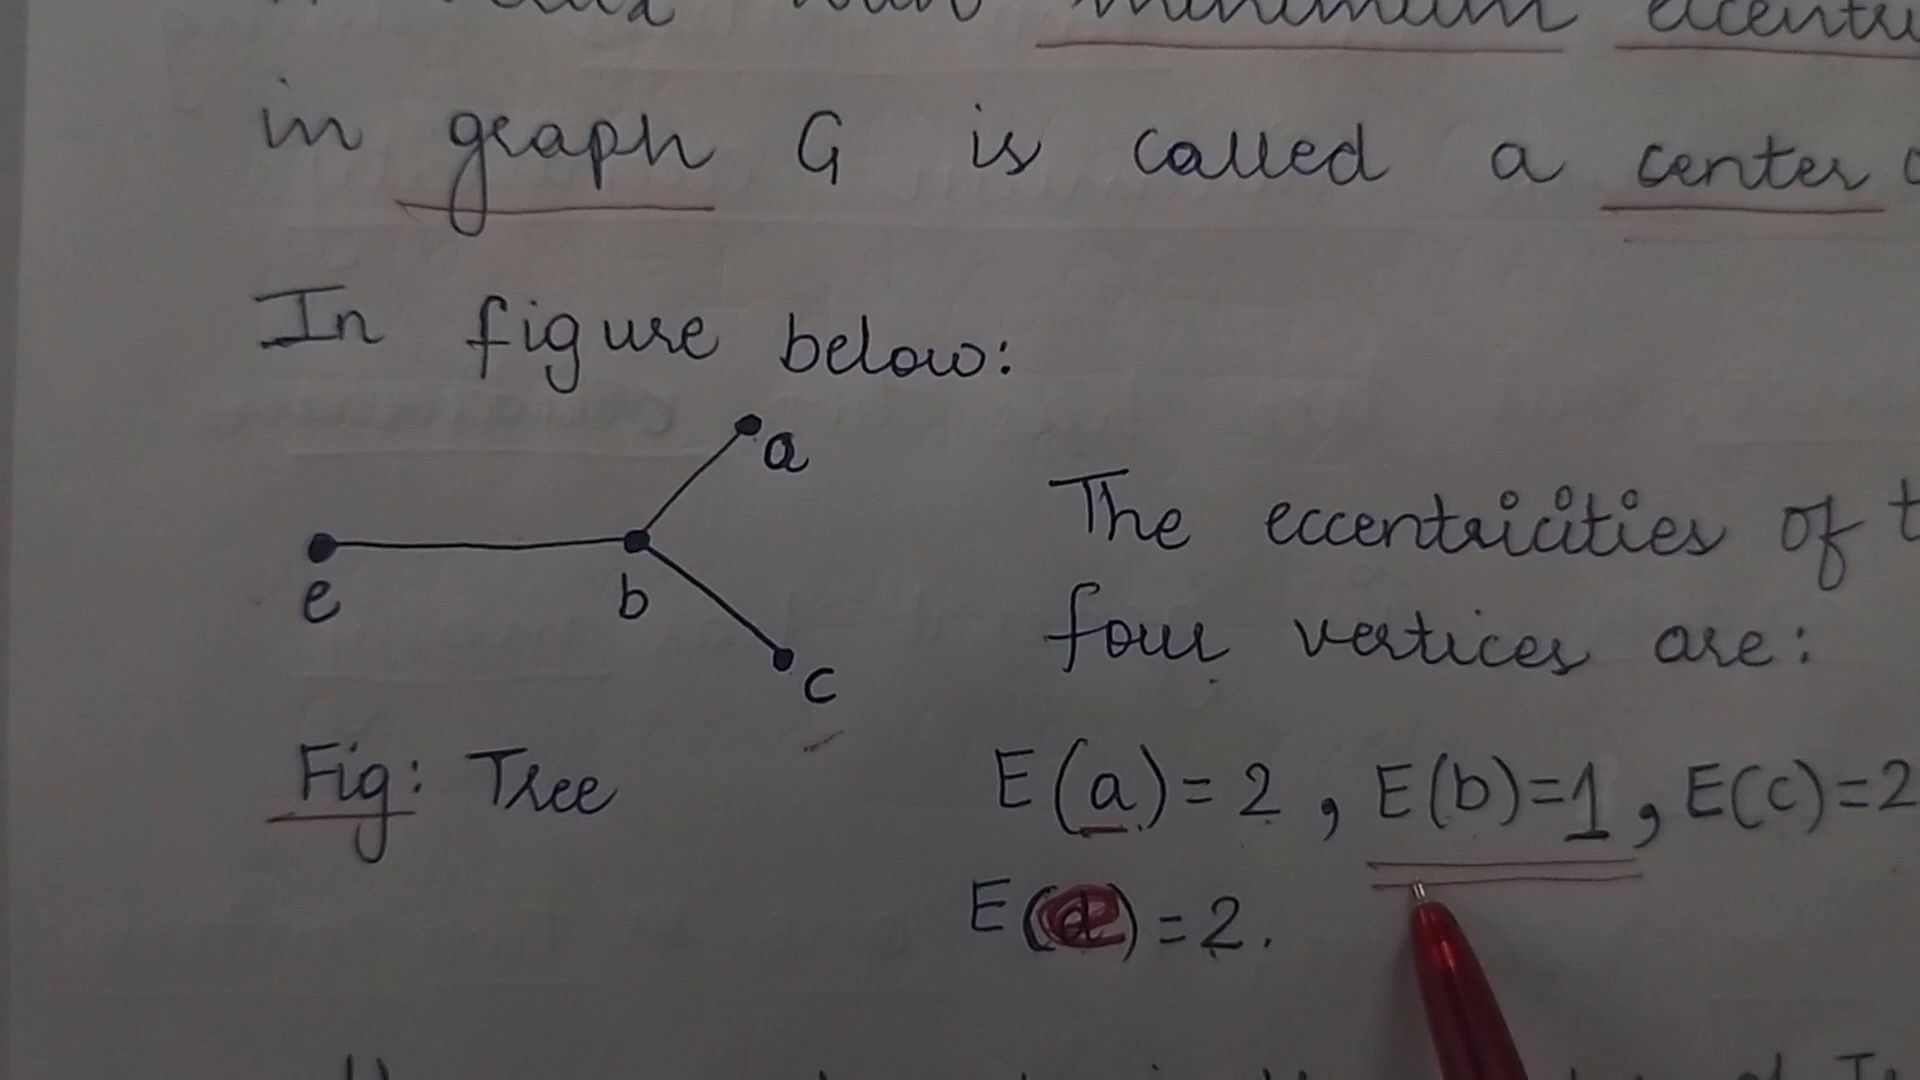 minimum
in graph G is called a center
In figure below:
a
e
b
c
The eccentricities of
four vertices are:
Fig: Tree
E(a)=2, E(b)=1, E(c)=2
E( )=2.